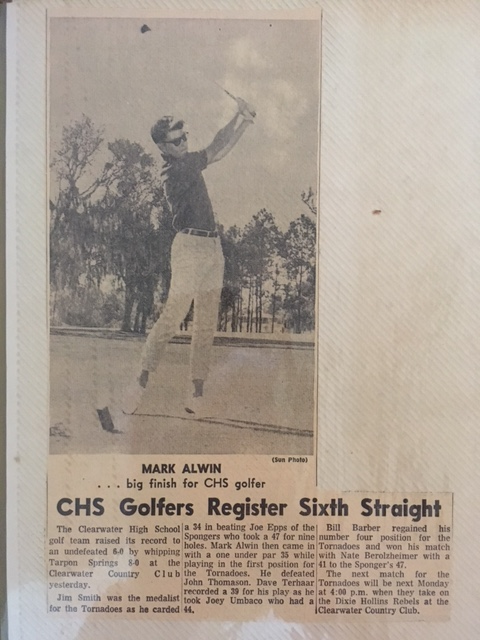 (Sun Photo)
MARK ALWIN
. . . big finish for CHS golfer
CHS Golfers Register Sixth Straight
The Clearwater High School
golf team raised its record to
an undefeated 6-0 by whipping
Tarpon Springs 8-0 at the
Clearwater Country Club
yesterday.
Jim Smith was the medalist
for the Tornadoes as he carded
a 34 in beating Joe Epps of the
Spongers who took a 47 for nine
holes. Mark Alwin then came in
with a one under par 35 while
playing in the first position for
the Tornadoes. He defeated
John Thomason. Dave Terhaar
recorded a 39 for his play as he
took Joey Umbaco who had a
44.
Bill Barber regained his
number four position for the
Tornadoes and won his match
with Nate Berolzheimer with a
41 to the Sponger's 47.
The next match for the
Tornadoes will be next Monday
at 4:00 p.m. when they take on
the Dixie Hollins Rebels at the
Clearwater Country Club.